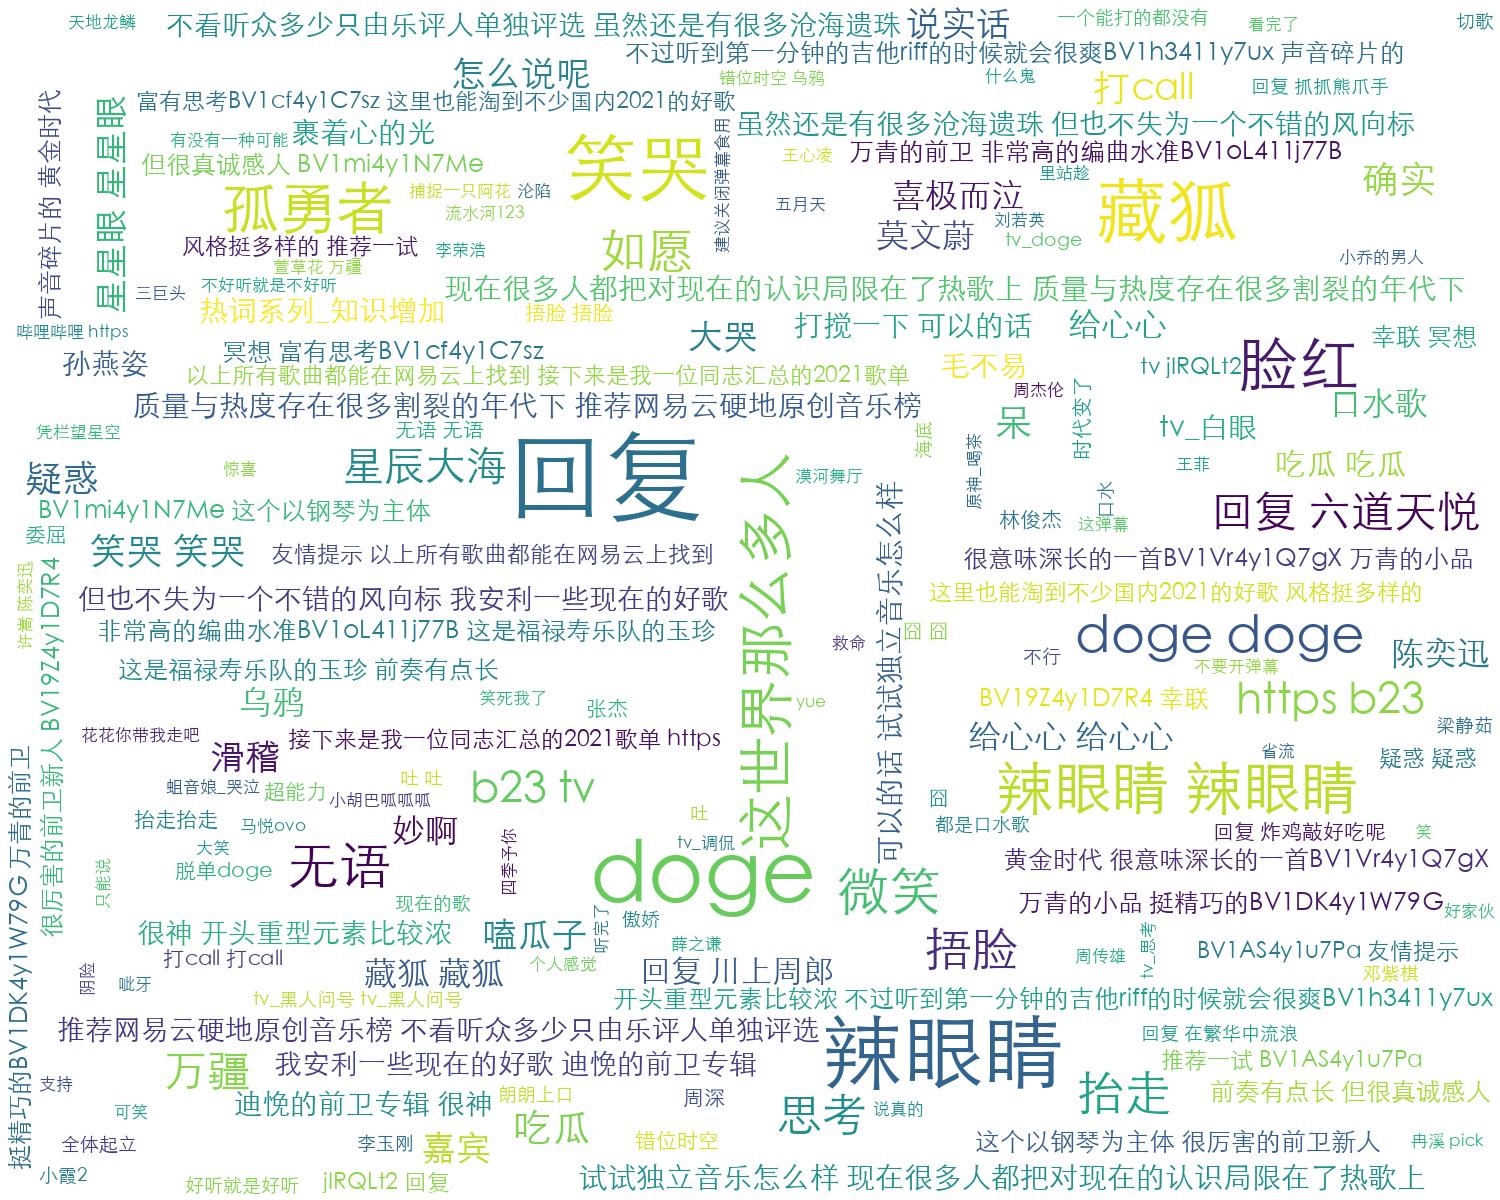 天地龙鳞
不看听众多少只由乐评人单独评选 虽然还是有很多沧海遗珠
说实话
一个能打的都没有
看完了
切歌
不过听到第一分钟的吉他riff的时候就会很爽BV1h3411y7ux 声音碎片的
怎么说呢
错位时空 乌鸦
什么鬼
打call
回复 抓抓熊爪手
声音碎片的 黄金时代
星星眼 星星眼
富有思考BV1cf4y1C7sz 这里也能淘到不少国内2021的好歌
虽然还是有很多沧海遗珠 但也不失为一个不错的风向标
有没有一种可能
裹着心的光
笑哭
建议关闭弹幕食用
王心凌
万青的前卫 非常高的编曲水准BV1oL411j77B
但很真诚感人 BV1mi4y1N7Me
里站趁
确实
孤勇者
捕捉一只阿花
沦陷
流水河123
五月天
喜极而泣
藏狐
刘若英
莫文蔚
tv_doge
风格挺多样的 推荐一试
李荣浩
如愿
小乔的男人
萱草花 万疆
不好听就是不好听
三巨头
现在很多人都把对现在的认识局限在了热歌上 质量与热度存在很多割裂的年代下
热词系列_知识增加
捂脸 捂脸
哔哩哔哩 https
大哭
打搅一下 可以的话
给心心
幸联 冥想
孙燕姿
冥想 富有思考BV1cf4y1C7sz
毛不易
tv jIRQLt2
脸红
以上所有歌曲都能在网易云上找到 接下来是我一位同志汇总的2021歌单
周杰伦
时代变了
口水歌
质量与热度存在很多割裂的年代下 推荐网易云硬地原创音乐榜
呆
tv_白眼
凭栏望星空
无语 无语
海底
原神_喝茶
疑惑
惊喜
星辰大海
回复
这世界那么多人
漠河舞厅
可以的话 试试独立音乐怎么样
王菲
吃瓜 吃瓜
口水
BV1mi4y1N7Me 这个以钢琴为主体
林俊杰
这弹幕
回复 六道天悦
委屈
笑哭 笑哭
友情提示 以上所有歌曲都能在网易云上找到
很意味深长的一首BV1Vr4y1Q7gX 万青的小品
许嵩 陈奕迅
很厉害的前卫新人 BV19Z4y1D7R4
但也不失为一个不错的风向标 我安利一些现在的好歌
这里也能淘到不少国内2021的好歌 风格挺多样的
非常高的编曲水准BV1oL411j77B 这是福禄寿乐队的玉珍
救命
囧 囧
doge doge
不行
不要开弹幕
陈奕迅
这是福禄寿乐队的玉珍 前奏有点长
乌鸦
笑死我了
张杰
yue
BV19Z4y1D7R4 幸联
https b23
花花你带我走吧
滑稽
接下来是我一位同志汇总的2021歌单 https
给心心 给心心
省流
梁静茹
疑惑 疑惑
挺精巧的BV1DK4y1W79G 万青的前卫
蛆音娘_哭泣
超能力
小胡巴呱呱呱
吐 吐
b23 tv
辣眼睛 辣眼睛
囧
吐
抬走抬走
马悦ovo
妙啊
都是口水歌
回复 炸鸡敲好吃呢
笑
大笑
脱单doge
无语
四季予你
tv_调侃
doge
微笑
黄金时代 很意味深长的一首BV1Vr4y1Q7gX
只能说
现在的歌
万青的小品 挺精巧的BV1DK4y1W79G
好家伙
很神 开头重型元素比较浓
嗑瓜子
听完了
傲娇
薛之谦
捂脸
周传雄
tv_思考
BV1AS4y1u7Pa 友情提示
打call 打call
藏狐 藏狐
个人感觉
回复 川上周郎
邓紫棋
阴险
呲牙
tv_黑人问号 tv_黑人问号
开头重型元素比较浓 不过听到第一分钟的吉他riff的时候就会很爽BV1h3411y7ux
推荐网易云硬地原创音乐榜 不看听众多少只由乐评人单独评选
辣眼睛
回复 在繁华中流浪
推荐一试 BV1AS4y1u7Pa
万疆
我安利一些现在的好歌 迪悗的前卫专辑
支持
可笑
迪悗的前卫专辑 很神
朗朗上口
周深
思考
说真的
抬走
前奏有点长 但很真诚感人
全体起立
李玉刚
嘉宾
吃瓜
错位时空
这个以钢琴为主体 很厉害的前卫新人
冉溪 pick
小霞2
好听就是好听
jIRQLt2 回复
试试独立音乐怎么样 现在很多人都把对现在的认识局限在了热歌上